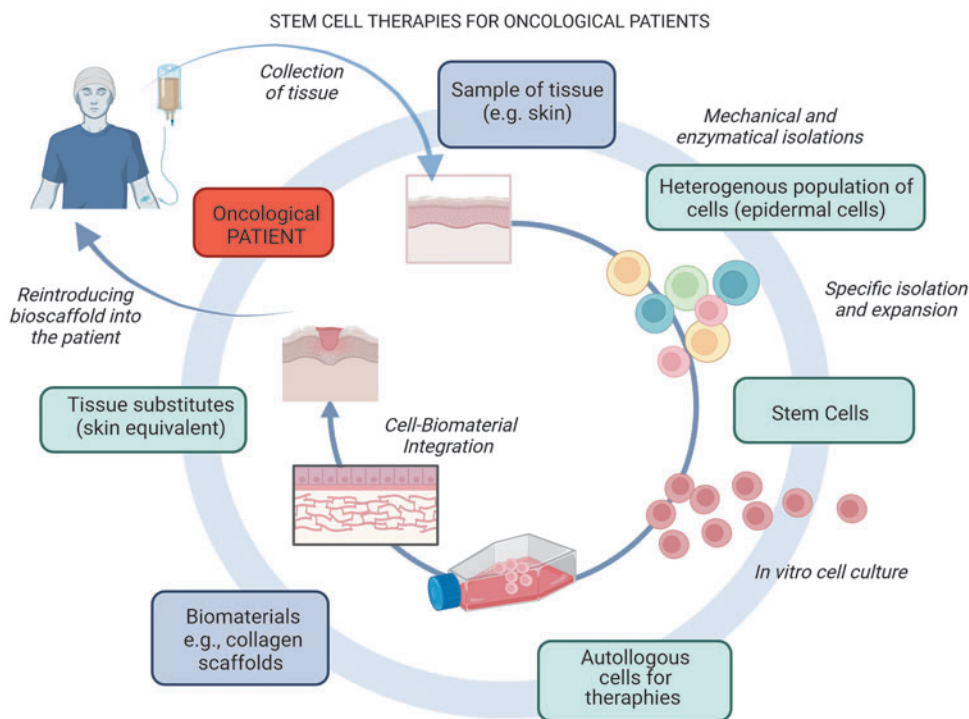 STEM CELL THERAPIES FOR ONCOLOGICAL PATIENTS
Collection
of tissue
Sample of tissue
(e.g. skin)
Mechanical and
enzymatical isolations
Heterogenous population of
cells (epidermal cells)
Oncological
PATIENT
Specific isolation
and expansion
Reintroducing
bioscaffold into
the patient
Stem Cells
Tissue substitutes
(skin equivalent)
Cell-Biomaterial
Integration
In vitro cell culture
Biomaterials
e.g., collagen
scaffolds
Autollogous
cells for
theraphies